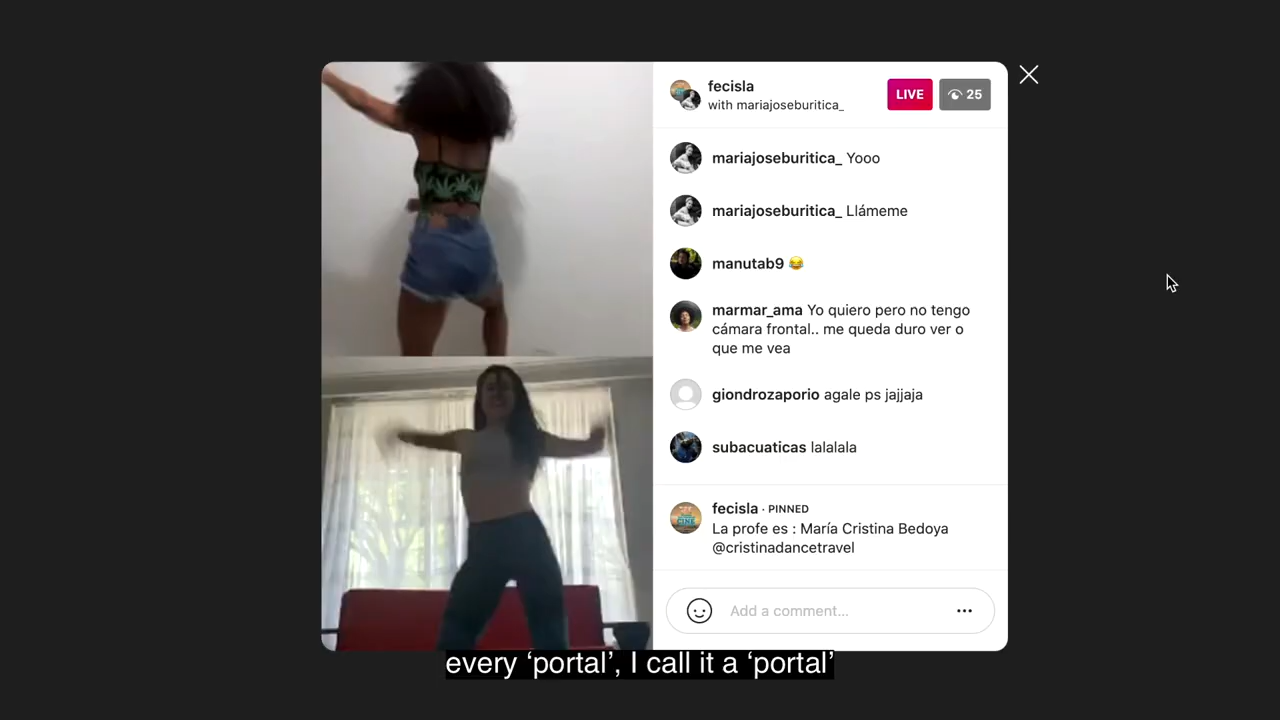 fecisla
with mariajoseburitica_
LIVE
25
mariajoseburitica_ Yooo
mariajoseburitica_ Llámeme
manutab9 😂
marmar_ama Yo quiero pero no tengo
cámara frontal.. me queda duro ver o
que me vea
giondrozaporio agale ps jajjaja
subacuaticas lalalala
fecisla · PINNED
La profe es : María Cristina Bedoya
@cristinadancetravel
Add a comment...
every ‘portal’, I call it a ‘portal’